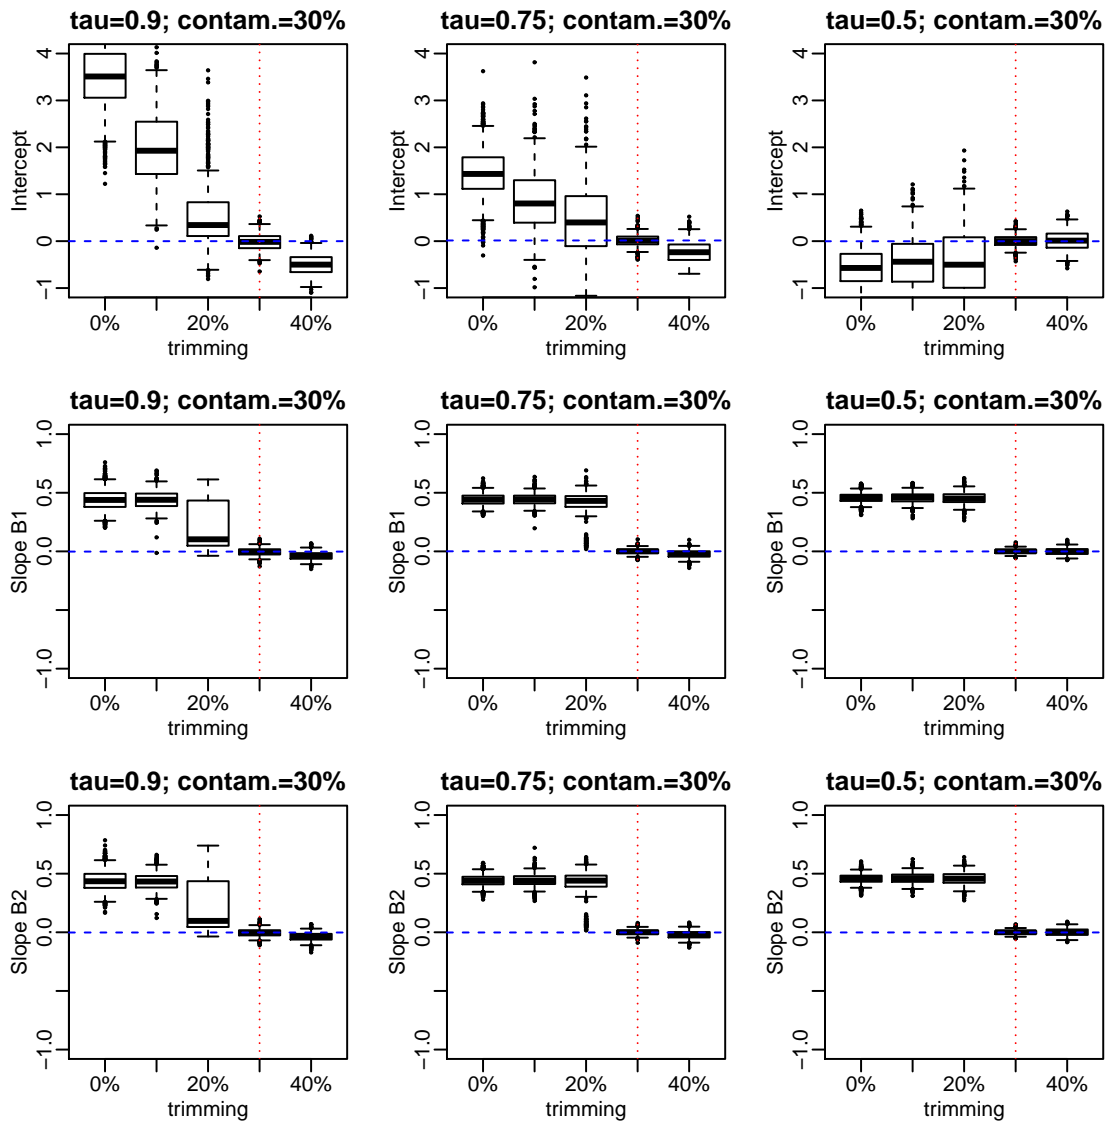 tau=0.9; contam.=30%
Intercept
4
3
2
1
0
−1
0%
20%
40%
trimming
tau=0.75; contam.=30%
Intercept
4
3
2
1
0
−1
0%
20%
40%
trimming
tau=0.5; contam.=30%
Intercept
4
3
2
1
0
−1
0%
20%
40%
trimming
tau=0.9; contam.=30%
Slope B1
1.0
0.5
0.0
−1.0
0%
20%
40%
trimming
tau=0.75; contam.=30%
Slope B1
1.0
0.5
0.0
−1.0
0%
20%
40%
trimming
tau=0.5; contam.=30%
Slope B1
1.0
0.5
0.0
−1.0
0%
20%
40%
trimming
tau=0.9; contam.=30%
Slope B2
1.0
0.5
0.0
−1.0
0%
20%
40%
trimming
tau=0.75; contam.=30%
Slope B2
1.0
0.5
0.0
−1.0
0%
20%
40%
trimming
tau=0.5; contam.=30%
Slope B2
1.0
0.5
0.0
−1.0
0%
20%
40%
trimming